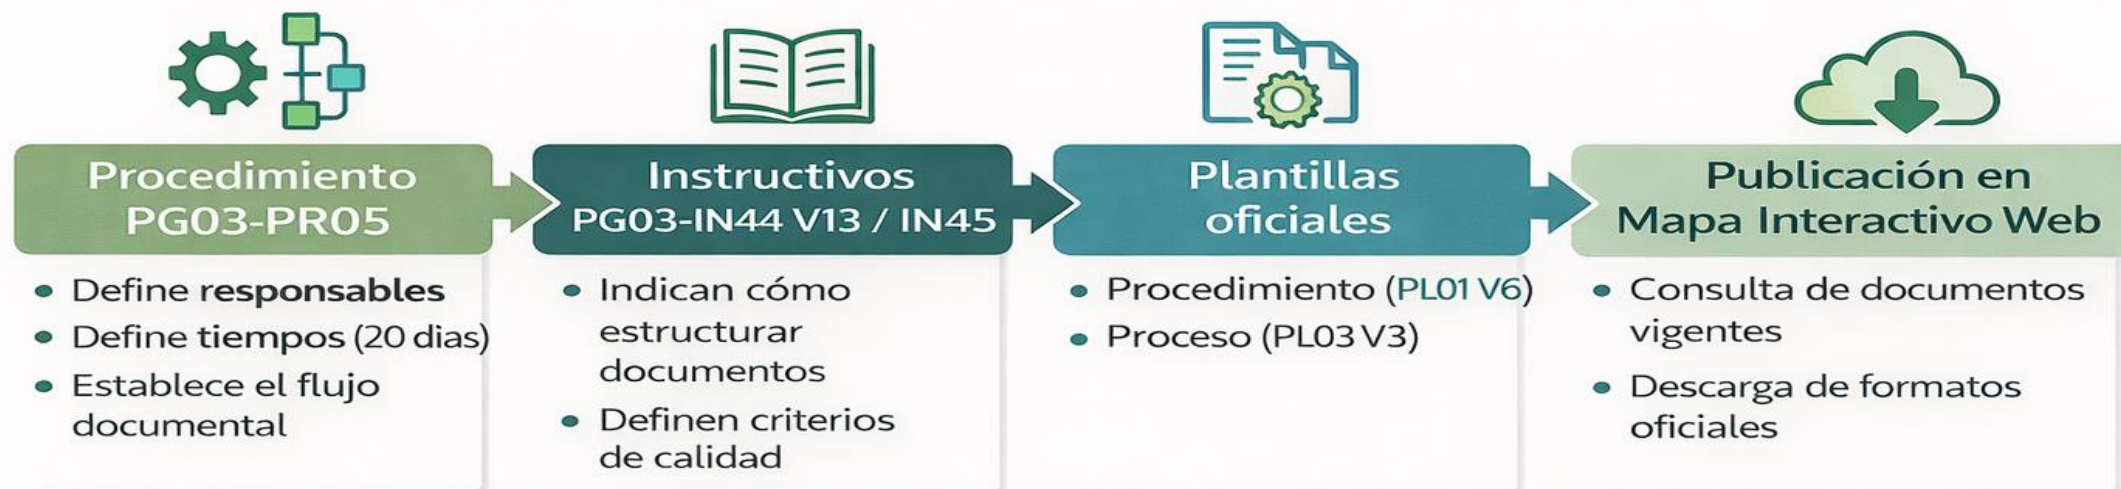 Procedimiento
PG03-PR05
• Define responsables
• Define tiempos (20 dias)
• Establece el flujo
documental
Instructivos
PG03-IN44 V13 / IN45
• Indican cómo
estructurar
documentos
• Definen criterios
de calidad
Plantillas
oficiales
• Procedimiento (PL01 V6)
• Proceso (PL03 V3)
Publicación en
Mapa Interactivo Web
• Consulta de documentos
vigentes
• Descarga de formatos
oficiales